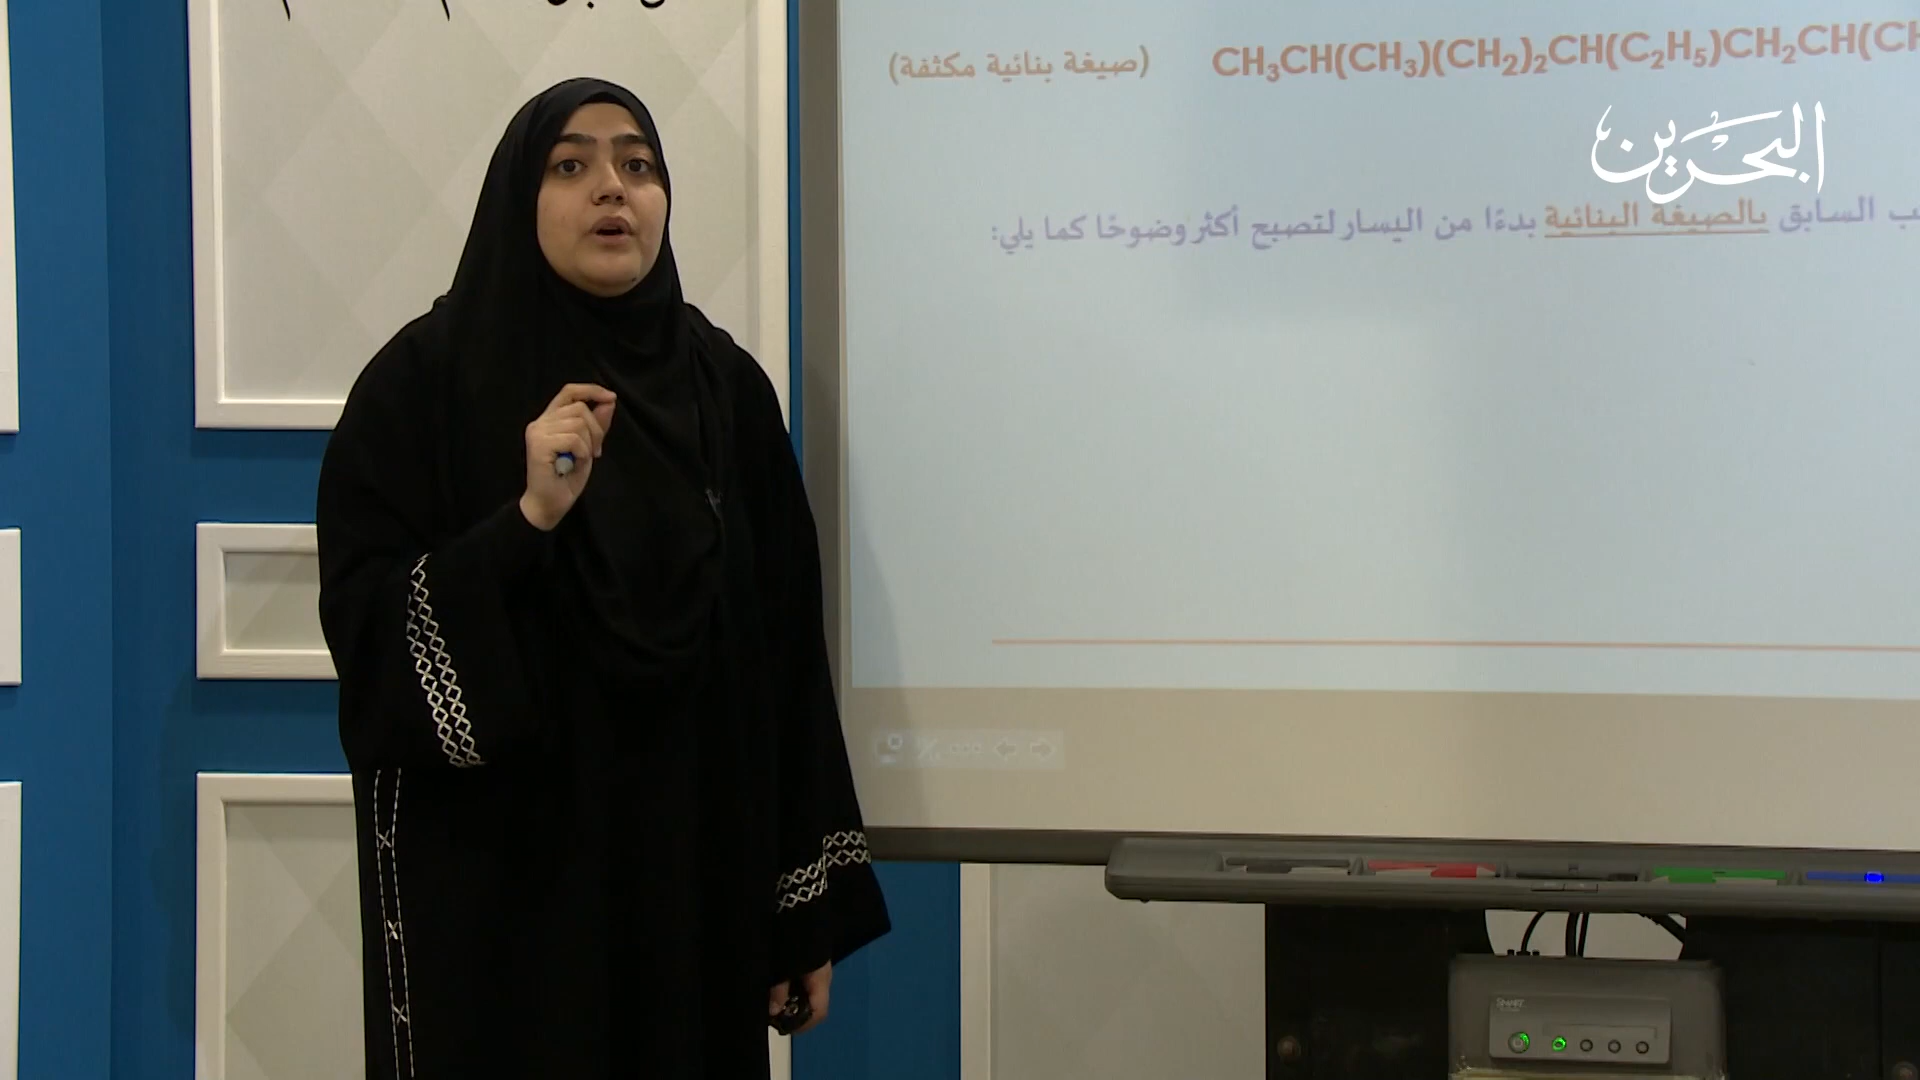 CH₃CH(CH₃)(CH₂)₂CH(C₂H₅)CH₂CH(CH (صيغة بنائية مكثفة)
البحرين
السابق بالصيغة البنائية بدءًا من اليسار لتصبح أكثر وضوحًا كما يلي:
SMART